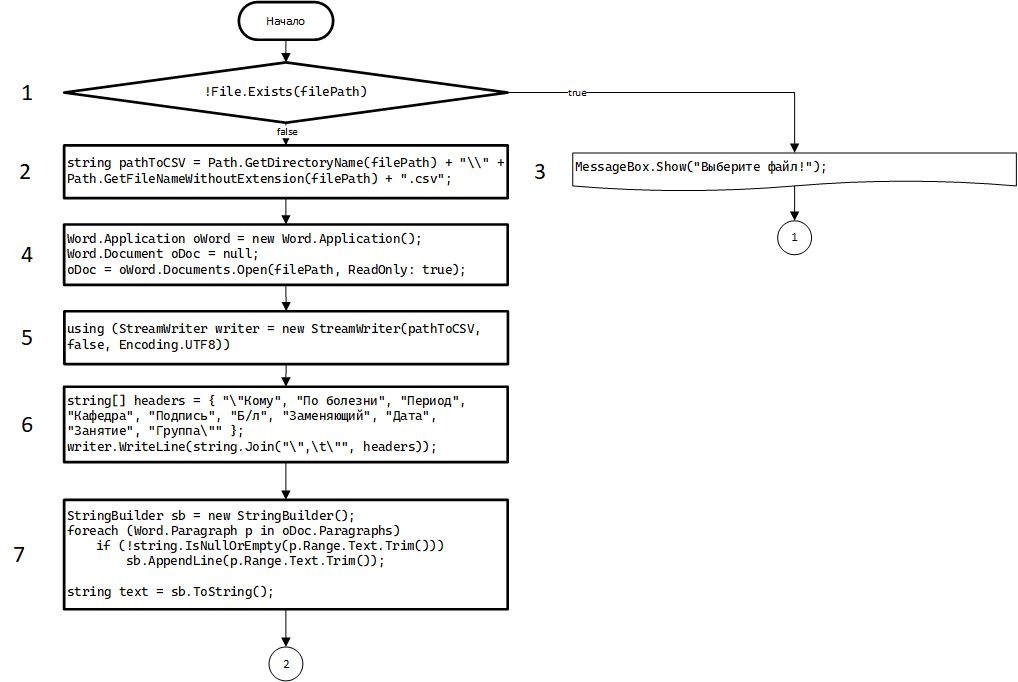 Начало
1
!File.Exists(filePath)
true
false
2
string pathToCSV = Path.GetDirectoryName(filePath) + "\\" +
Path.GetFileNameWithoutExtension(filePath) + ".csv";
3
MessageBox.Show("Выберите файл!");
1
4
Word.Application oWord = new Word.Application();
Word.Document oDoc = null;
oDoc = oWord.Documents.Open(filePath, ReadOnly: true);
5
using (StreamWriter writer = new StreamWriter(pathToCSV,
false, Encoding.UTF8))
6
string[] headers = { "\"Кому", "По болезни", "Период",
"Кафедра", "Подпись", "Б/л", "Заменяющий", "Дата",
"Занятие", "Группа\"" };
writer.WriteLine(string.Join("\",\t\"", headers));
7
StringBuilder sb = new StringBuilder();
foreach (Word.Paragraph p in oDoc.Paragraphs)
if (!string.IsNullOrEmpty(p.Range.Text.Trim()))
sb.AppendLine(p.Range.Text.Trim());
string text = sb.ToString();
2